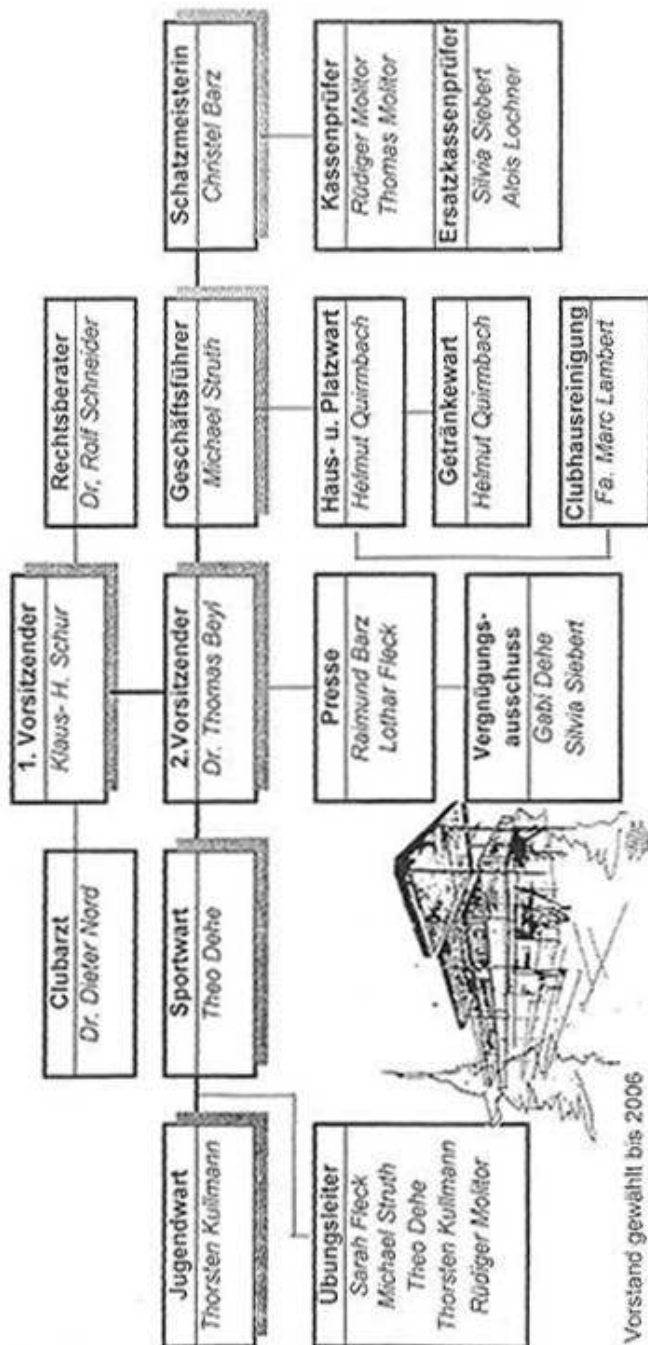 1. Vorsitzender
Klaus- H. Schur
Clubarzt
Dr. Dieter Nord
Rechtsberater
Dr. Rolf Schneider
Jugendwart
Thorsten Kullmann
Sportwart
Theo Dehe
2.Vorsitzender
Dr. Thomas Beyl
Geschäftsführer
Michael Struth
Schatzmeisterin
Christel Barz
Übungsleiter
Sarah Fleck
Michael Struth
Theo Dehe
Thorsten Kullmann
Rüdiger Molitor
Presse
Raimund Barz
Lothar Fleck
Vergnügungs-
ausschuss
Gabi Dehe
Silvia Siebert
Haus- u. Platzwart
Helmut Quirmbach
Getränkewart
Helmut Quirmbach
Clubhausreinigung
Fa. Marc Lambert
Kassenprüfer
Rüdiger Molitor
Thomas Molitor
Ersatzkassenprüfer
Silvia Siebert
Alois Lochner
Vorstand gewählt bis 2006